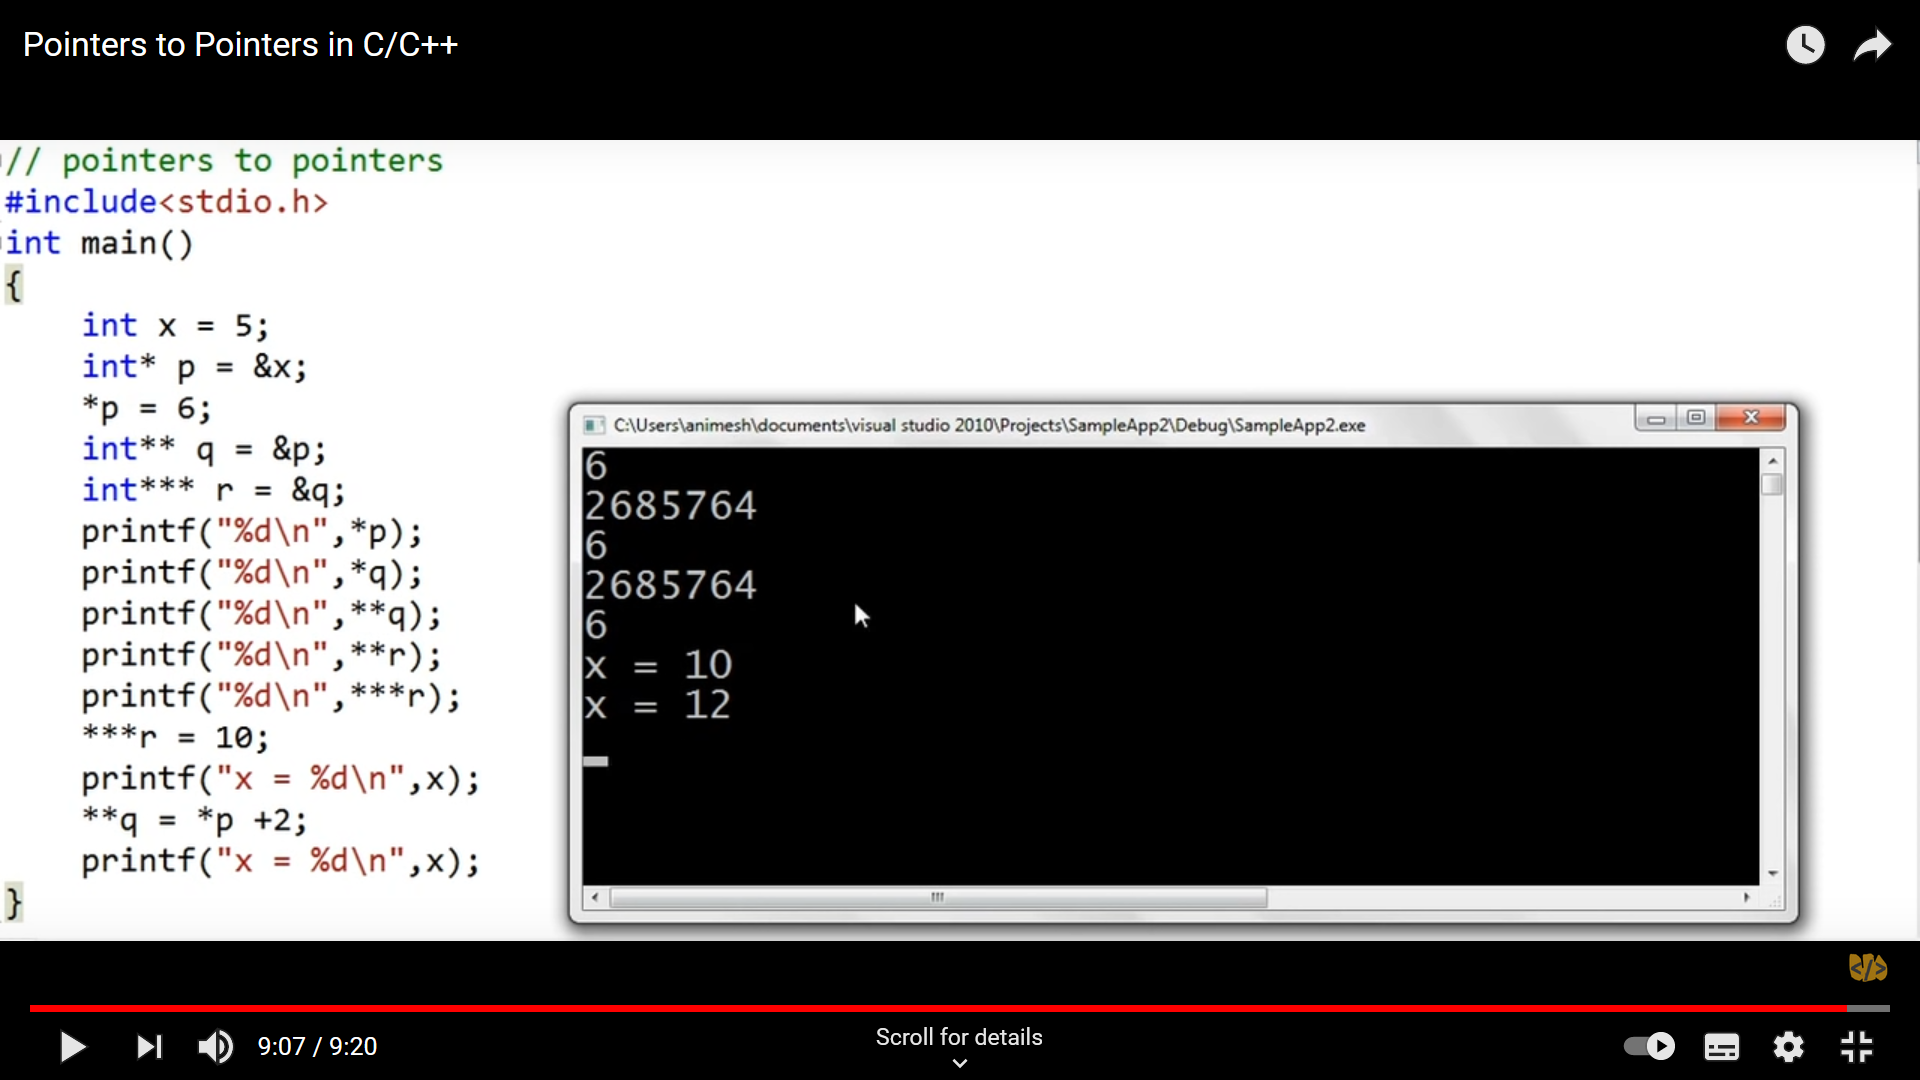 Pointers to Pointers in C/C++
// pointers to pointers
#include<stdio.h>
int main()
{
int x = 5;
int* p = &x;
*p = 6;
int** q = &p;
int*** r = &q;
printf("%d\n",*p);
printf("%d\n",*q);
printf("%d\n",**q);
printf("%d\n",**r);
printf("%d\n",***r);
***r = 10;
printf("x = %d\n",x);
**q = *p +2;
printf("x = %d\n",x);
}
C:\Users\animesh\documents\visual studio 2010\Projects\SampleApp2\Debug\SampleApp2.exe
6
2685764
6
2685764
6
x = 10
x = 12
</>
9:07 / 9:20
Scroll for details